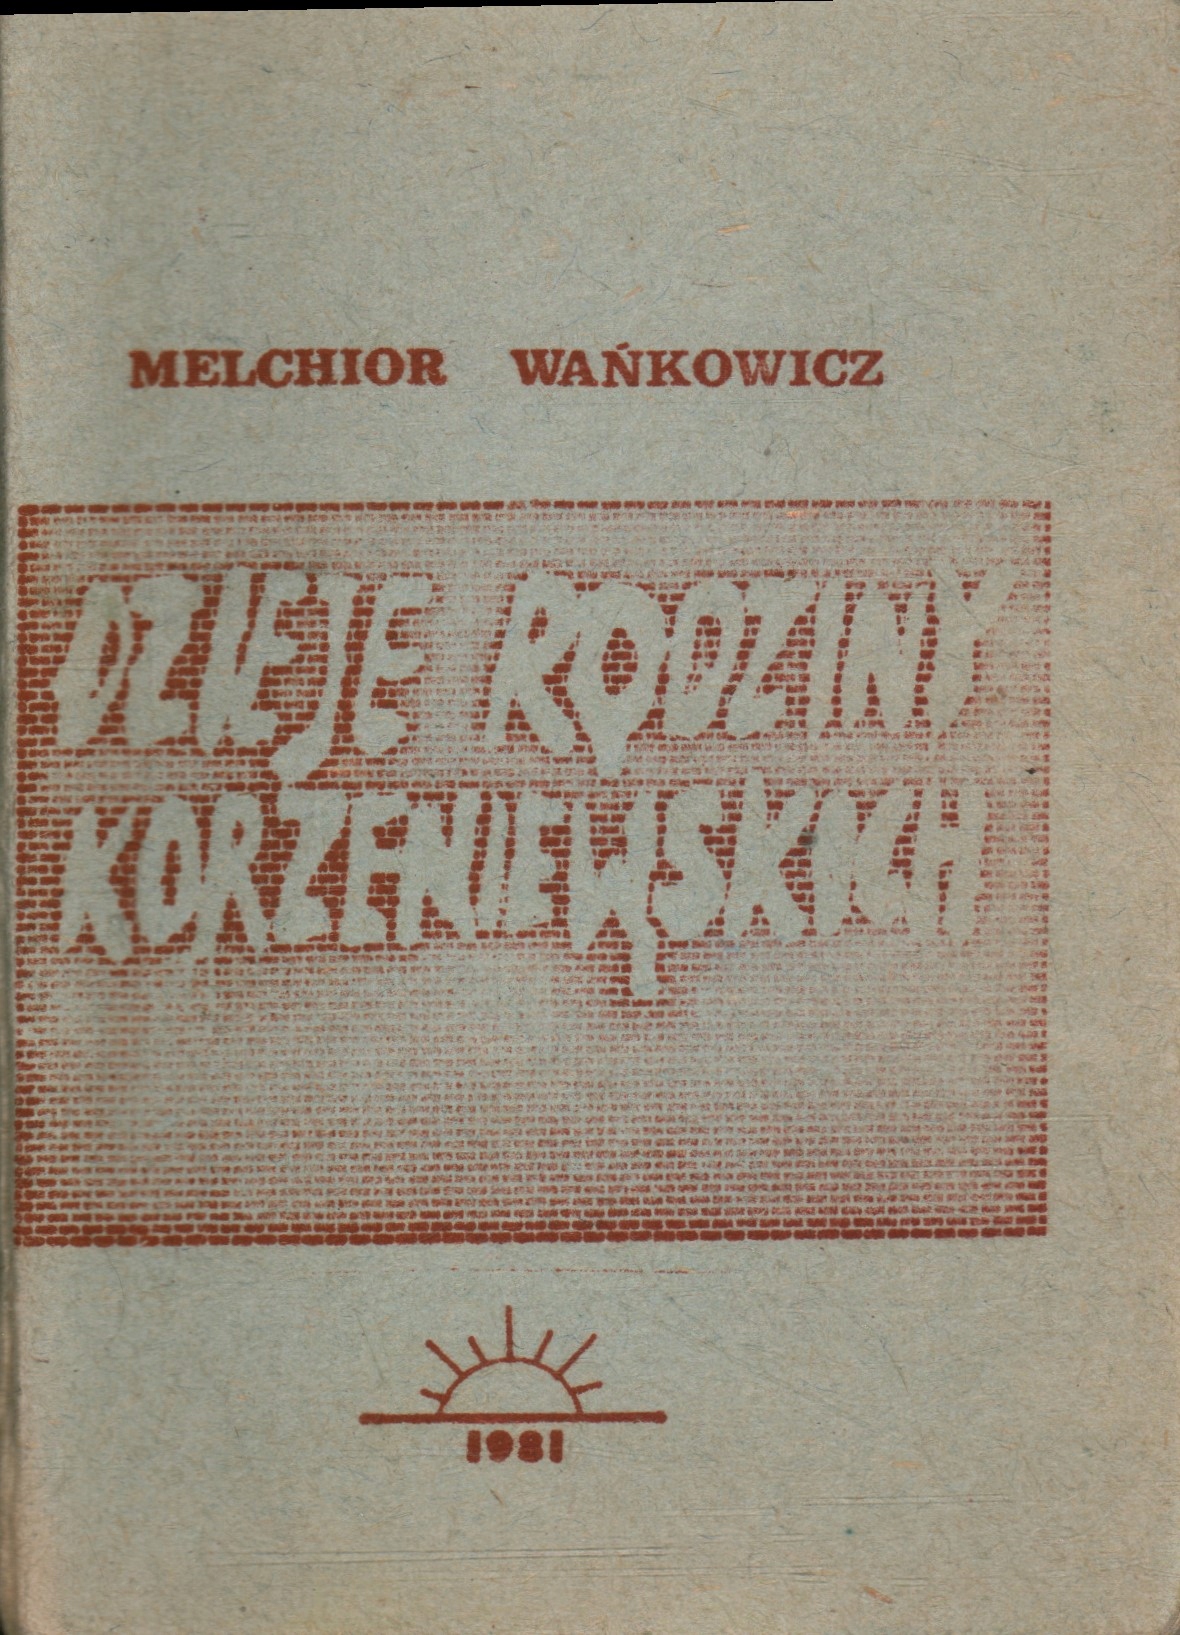 MELCHIOR WAŃKOWICZ
DZIEJE RODZINY
KORZENIEWSKICH
1981